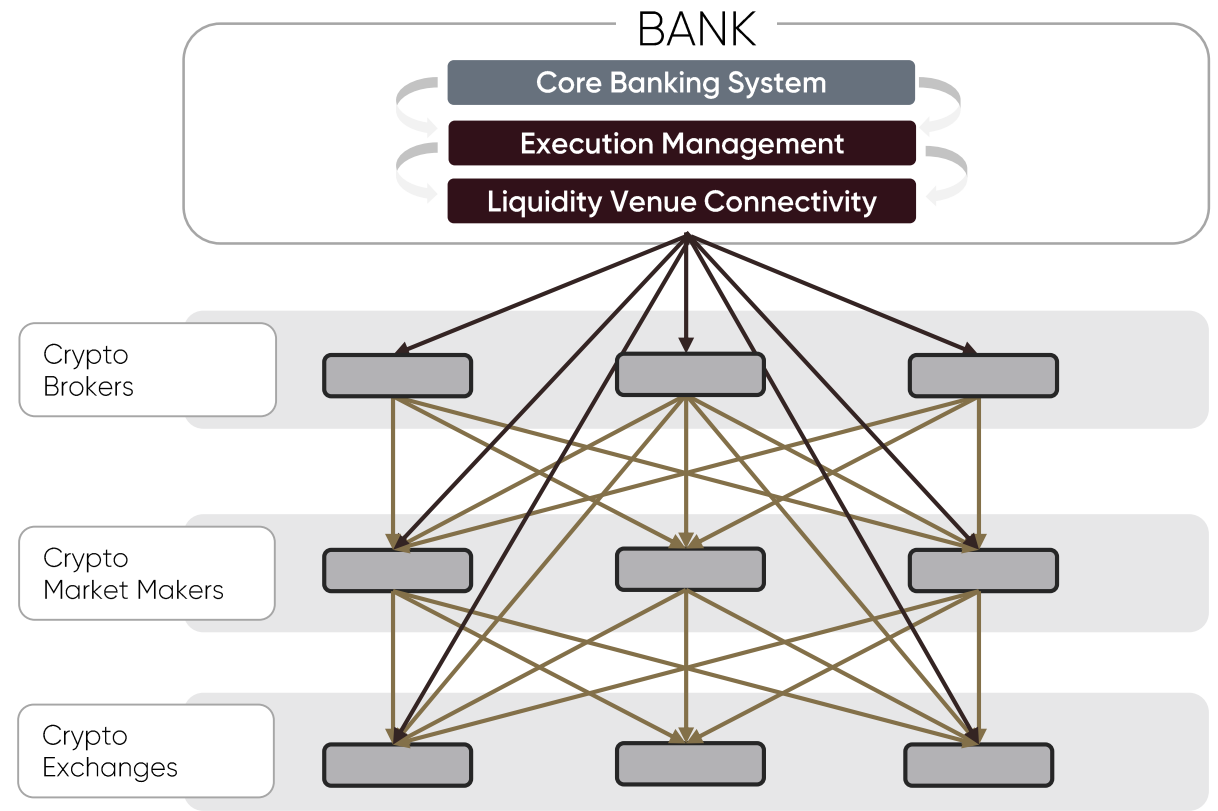 BANK
Core Banking System
Execution Management
Liquidity Venue Connectivity
Crypto
Brokers
Crypto
Market Makers
Crypto
Exchanges